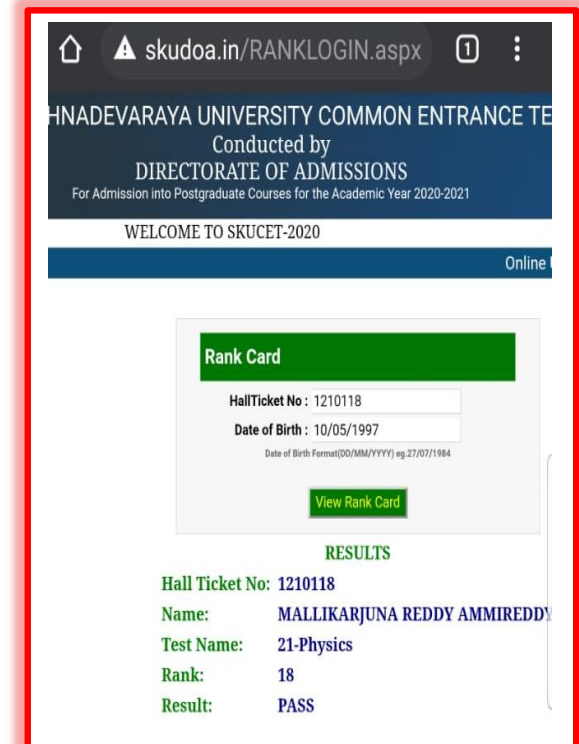 skudoa.in/RANKLOGIN.aspx 1
HNADEVARAYA UNIVERSITY COMMON ENTRANCE TE
Conducted by
DIRECTORATE OF ADMISSIONS
For Admission into Postgraduate Courses for the Academic Year 2020-2021
WELCOME TO SKUCET-2020
Online
Rank Card
HallTicket No : 1210118
Date of Birth : 10/05/1997
Date of Birth Format(DD/MM/YYYY) eg.27/07/1984
View Rank Card
RESULTS
Hall Ticket No: 1210118
Name: MALLIKARJUNA REDDY AMMIREDDY
Test Name: 21-Physics
Rank: 18
Result: PASS